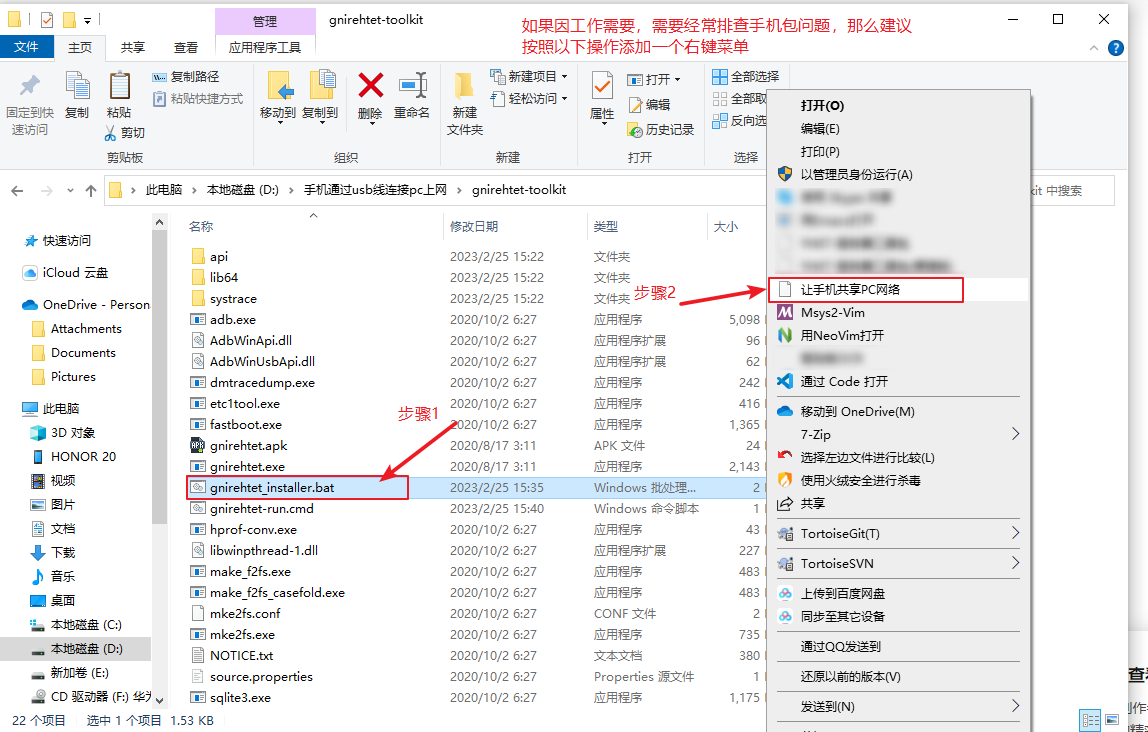 管理
gnirehtet-toolkit
如果因工作需要，需要经常排查手机包问题，那么建议
按照以下操作添加一个右键菜单
文件
主页
共享
查看
应用程序工具
固定到快
速访问
复制
粘贴
复制路径
粘贴快捷方式
剪切
剪贴板
移动到
复制到
删除
重命名
组织
新建
文件夹
新建项目
轻松访问
新建
属性
打开
编辑
历史记录
打开
全部选择
全部取
反向选
选择
此电脑 › 本地磁盘 (D:) › 手机通过usb线连接pc上网 › gnirehtet-toolkit
kit 中搜索
快速访问
iCloud 云盘
OneDrive - Persona
Attachments
Documents
Pictures
此电脑
3D 对象
HONOR 20
视频
图片
文档
下载
音乐
桌面
本地磁盘 (C:)
本地磁盘 (D:)
新加卷 (E:)
CD 驱动器 (F:) 华为
名称 修改日期 类型 大小
api 2023/2/25 15:22 文件夹
lib64 2023/2/25 15:22 文件夹
systrace 2023/2/25 15:22 文件夹
adb.exe 2020/10/2 6:27 应用程序 5,098
AdbWinApi.dll 2020/10/2 6:27 应用程序扩展 96
AdbWinUsbApi.dll 2020/10/2 6:27 应用程序扩展 62
dmtracedump.exe 2020/10/2 6:27 应用程序 242
etc1tool.exe 2020/10/2 6:27 应用程序 416
fastboot.exe 2020/10/2 6:27 应用程序 1,365
gnirehtet.apk 2020/8/17 3:11 APK 文件 24
gnirehtet.exe 2020/8/17 3:11 应用程序 2,143
gnirehtet_installer.bat 2023/2/25 15:35 Windows 批处理... 2
gnirehtet-run.cmd 2023/2/25 15:40 Windows 命令脚本 1
hprof-conv.exe 2020/10/2 6:27 应用程序 43
libwinpthread-1.dll 2020/10/2 6:27 应用程序扩展 227
make_f2fs.exe 2020/10/2 6:27 应用程序 483
make_f2fs_casefold.exe 2020/10/2 6:27 应用程序 483
mke2fs.conf 2020/10/2 6:27 CONF 文件 2
mke2fs.exe 2020/10/2 6:27 应用程序 735
NOTICE.txt 2020/10/2 6:27 文本文档 380
source.properties 2020/10/2 6:27 Properties 源文件 1
sqlite3.exe 2020/10/2 6:27 应用程序 1,175
步骤1
步骤2
打开(O)
编辑(E)
打印(P)
以管理员身份运行(A)
让手机共享PC网络
Msys2-Vim
用NeoVim打开
通过 Code 打开
移动到 OneDrive(M)
7-Zip
选择左边文件进行比较(L)
使用火绒安全进行杀毒
共享
TortoiseGit(T)
TortoiseSVN
上传到百度网盘
同步至其它设备
通过QQ发送到
还原以前的版本(V)
发送到(N)
22 个项目 选中 1 个项目 1.53 KB